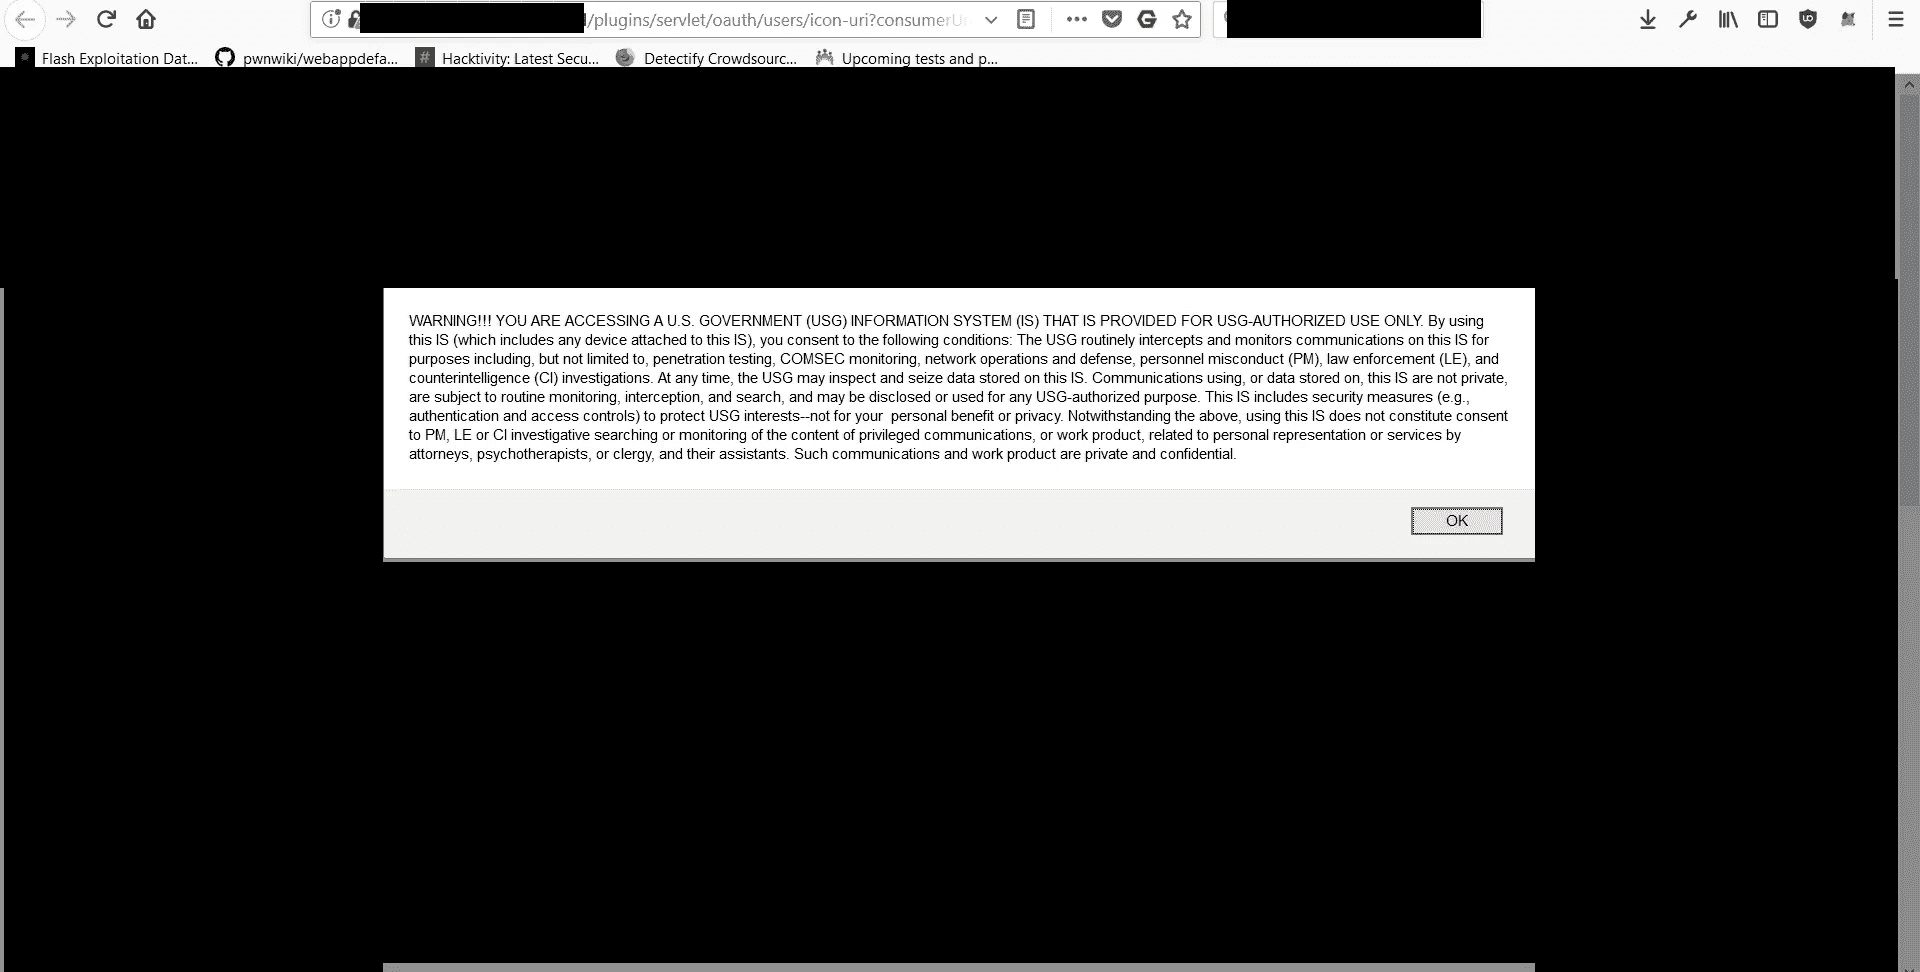 /plugins/servlet/oauth/users/icon-uri?consumerUr
Flash Exploitation Dat... pwnwiki/webappdefa... Hacktivity: Latest Secu... Detectify Crowdsourc... Upcoming tests and p...
WARNING!!! YOU ARE ACCESSING A U.S. GOVERNMENT (USG) INFORMATION SYSTEM (IS) THAT IS PROVIDED FOR USG-AUTHORIZED USE ONLY. By using
this IS (which includes any device attached to this IS), you consent to the following conditions: The USG routinely intercepts and monitors communications on this IS for
purposes including, but not limited to, penetration testing, COMSEC monitoring, network operations and defense, personnel misconduct (PM), law enforcement (LE), and
counterintelligence (CI) investigations. At any time, the USG may inspect and seize data stored on this IS. Communications using, or data stored on, this IS are not private,
are subject to routine monitoring, interception, and search, and may be disclosed or used for any USG-authorized purpose. This IS includes security measures (e.g.,
authentication and access controls) to protect USG interests--not for your  personal benefit or privacy. Notwithstanding the above, using this IS does not constitute consent
to PM, LE or CI investigative searching or monitoring of the content of privileged communications, or work product, related to personal representation or services by
attorneys, psychotherapists, or clergy, and their assistants. Such communications and work product are private and confidential.
OK